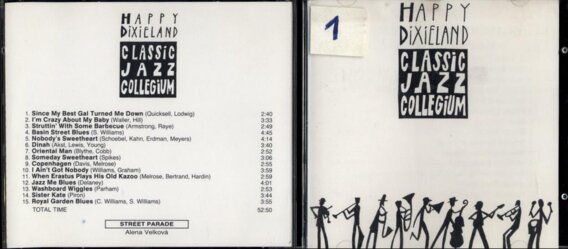 HAPPY
DIXIELAND
CLASSIC
JAZZ
COLLEGIUM
1. Since My Best Gal Turned Me Down (Quicksell, Lodwig) 2:40
2. I'm Crazy About My Baby (Waller, Hill) 3:33
3. Struttin' With Some Barbecue (Armstrong, Raye) 2:49
4. Basin Street Blues (S. Williams) 4:45
5. Nobody's Sweetheart (Schoebel, Kahn, Erdman, Meyers) 4:14
6. Dinah (Akst, Lewis, Young) 3:40
7. Oriental Man (Blythe, Cobb) 2:52
8. Someday Sweetheart (Spikes) 3:06
9. Copenhagen (Davis, Melrose) 2:55
10. I Ain't Got Nobody (Williams, Graham) 5:57
11. When Erastus Plays His Old Kazoo (Melrose, Bertrand, Hardin) 2:59
12. Jazz Me Blues (Delaney) 4:01
13. Washboard Wiggles (Parham) 2:53
14. Sister Kate (Piron) 3:44
15. Royal Garden Blues (C. Williams, S. Williams) 3:55
TOTAL TIME 52:50
STREET PARADE
Alena Velková
1
HAPPY
DIXIELAND
CLASSIC
JAZZ
COLLEGIUM